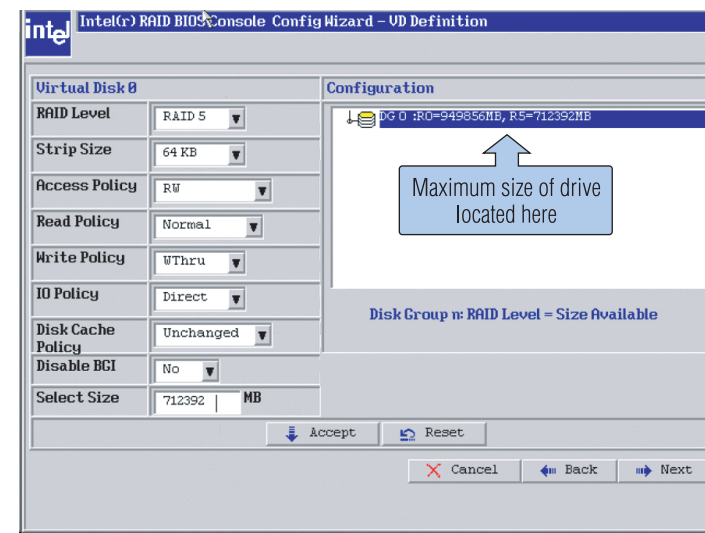 intel
Intel(r) RAID BIOS Console Config Wizard – VD Definition
Virtual Disk 0
RAID Level RAID 5
Strip Size 64 KB
Access Policy RW
Read Policy Normal
Write Policy WThru
IO Policy Direct
Disk Cache Policy Unchanged
Disable BGI No
Select Size 712392 MB
Configuration
DG 0 :R0=949856MB, R5=712392MB
Maximum size of drive
located here
Disk Group n: RAID Level = Size Available
Accept Reset
Cancel Back Next